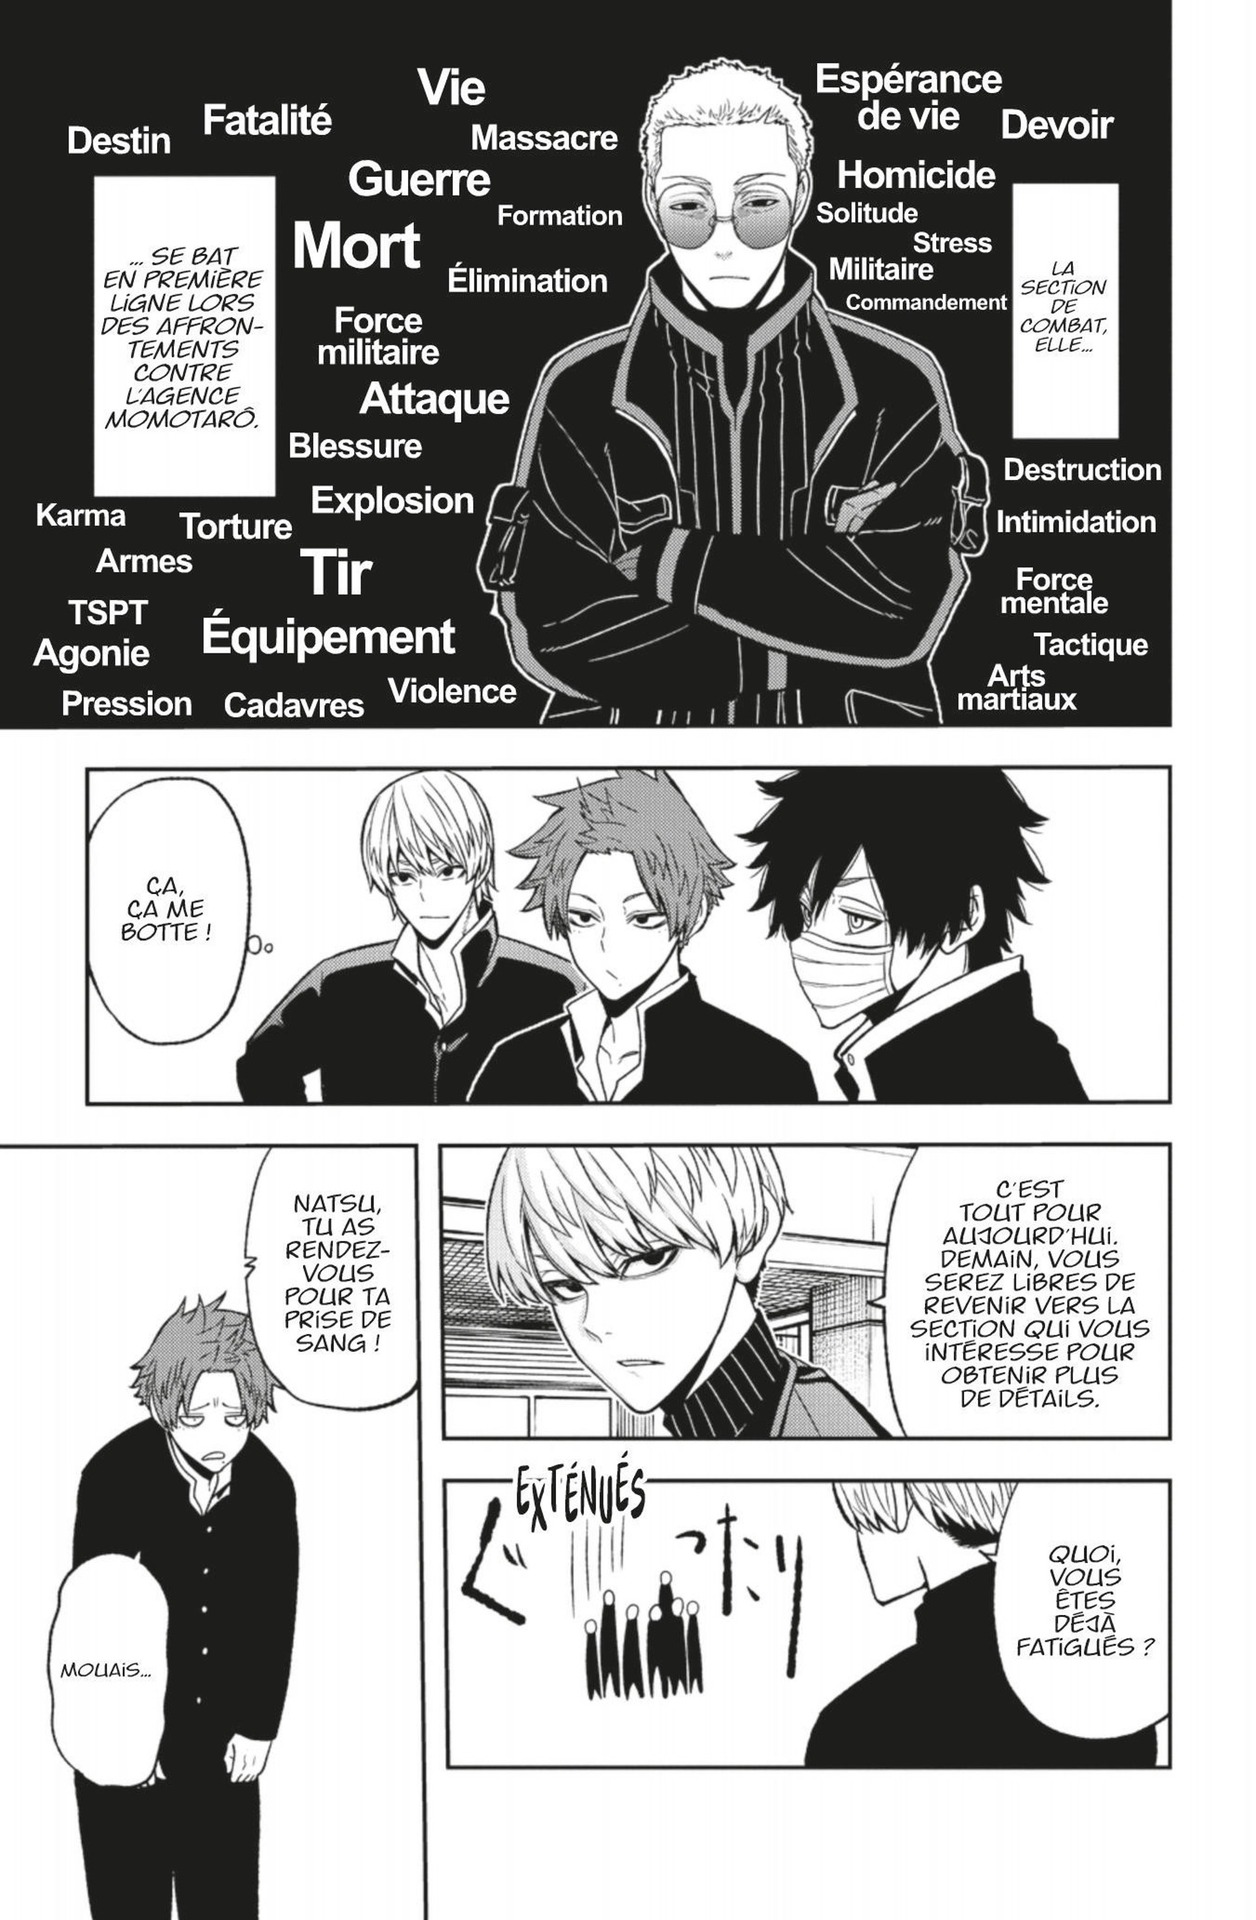 LA
SECTION
DE
COMBAT,
ELLE...
Espérance
de vie
Devoir
Homicide
Solitude
Stress
Militaire
Commandement
Destruction
Intimidation
Force
mentale
Tactique
Arts
martiaux
Vie
Massacre
Fatalité
Destin
Guerre
Formation
Mort
Élimination
Force
militaire
Attaque
Blessure
Explosion
... SE BAT
EN PREMIÈRE
LIGNE LORS
DES AFFRON-
TEMENTS
CONTRE
L'AGENCE
MOMOTARÔ.
Karma
Torture
Armes
Tir
TSPT
Équipement
Agonie
Violence
Pression
Cadavres
ÇA,
ÇA ME
BOTTE !
C'EST
TOUT POUR
AUJOURD'HUI.
DEMAIN, VOUS
SEREZ LIBRES DE
REVENIR VERS LA
SECTION QUI VOUS
INTÉRESSE POUR
OBTENIR PLUS
DE DÉTAILS.
QUOI,
VOUS
ÊTES
DÉJÀ
FATIGUÉS ?
EXTÉNUÉS
ぐったり
NATSU,
TU AS
RENDEZ-
VOUS
POUR TA
PRISE DE
SANG !
MOUAIS...